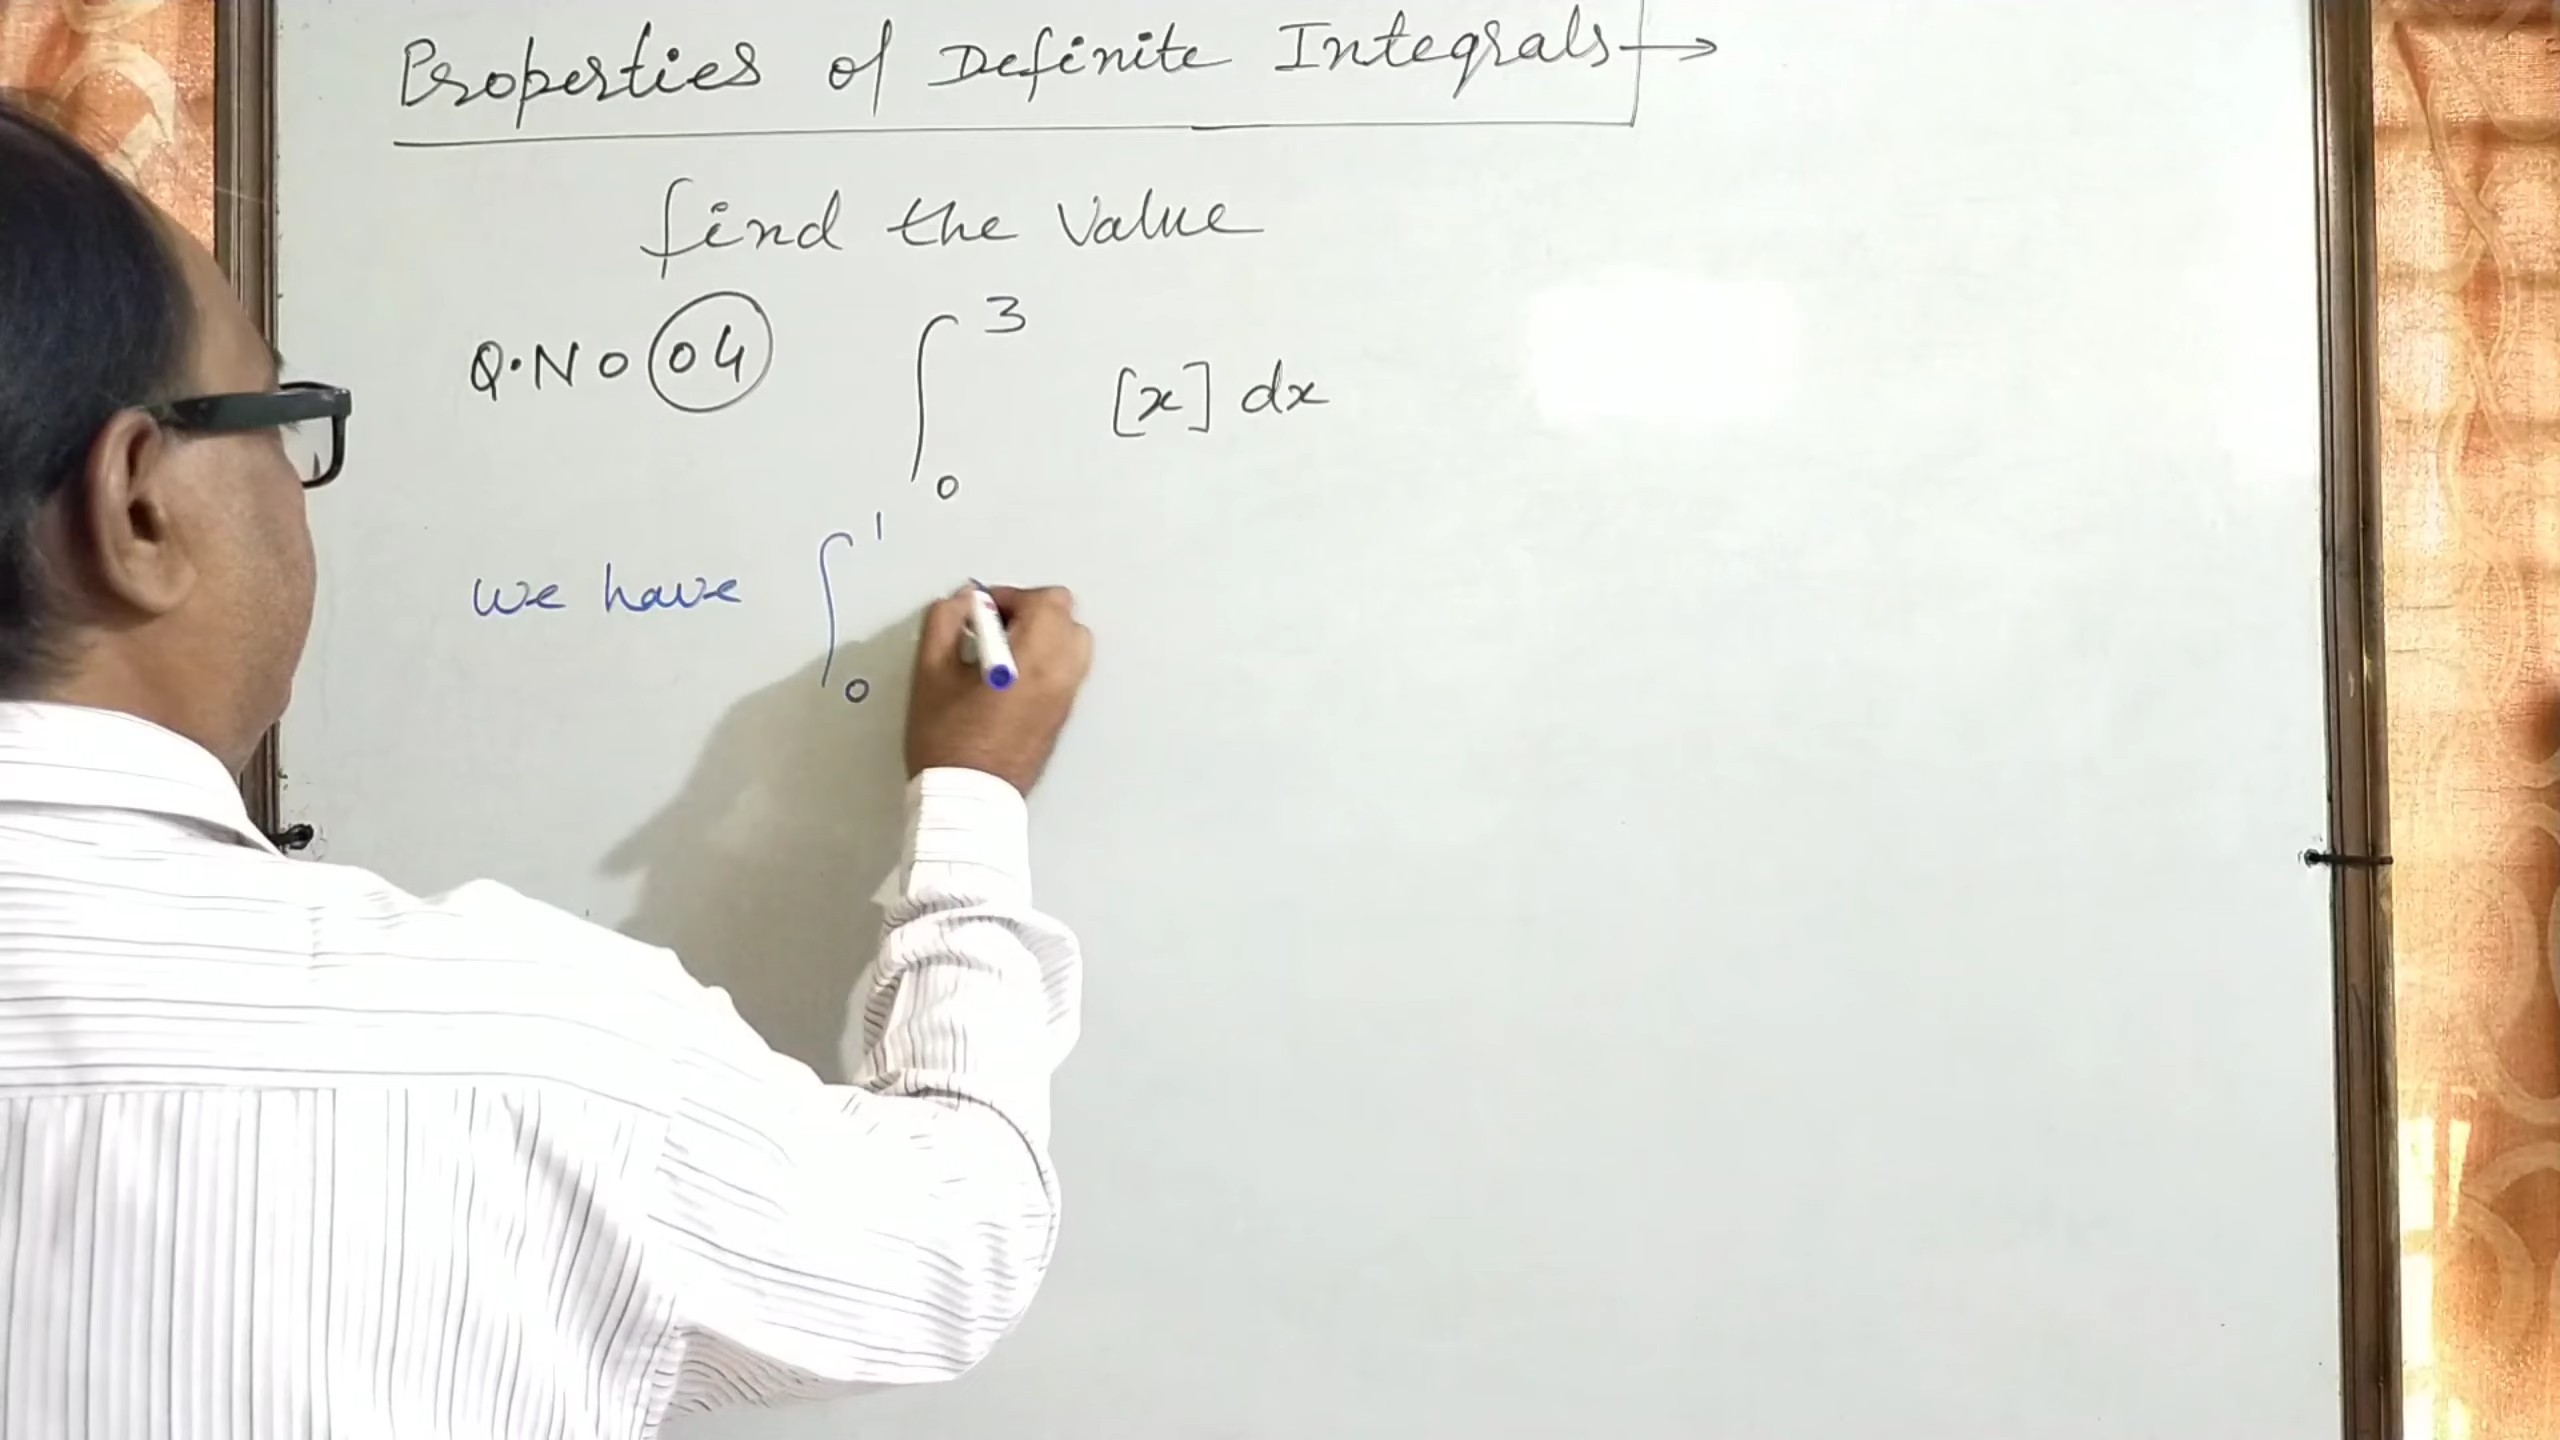 Properties of Definite Integrals →
find the Value
Q.No 04 ∫₀³ [x] dx
We have ∫₀¹